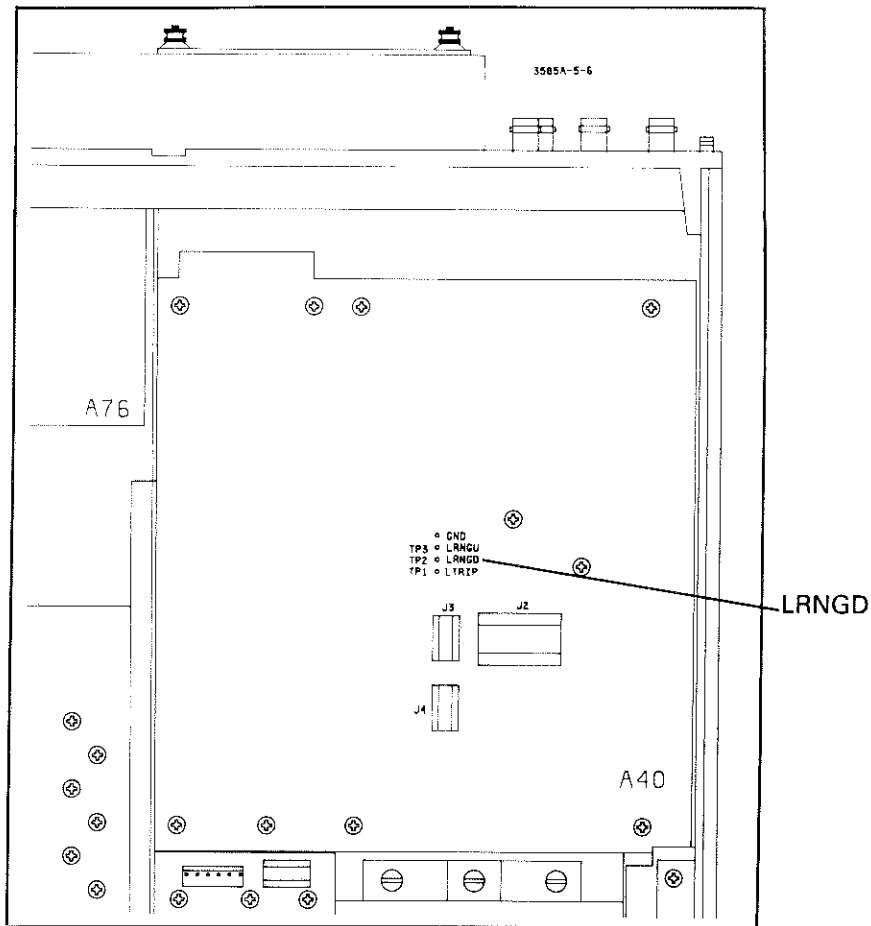 3585A-5-6
A76
GND
TP3 LRNGU
TP2 LRNGD
TP1 LTRIP
LRNGD
J3 J2
J4
A40